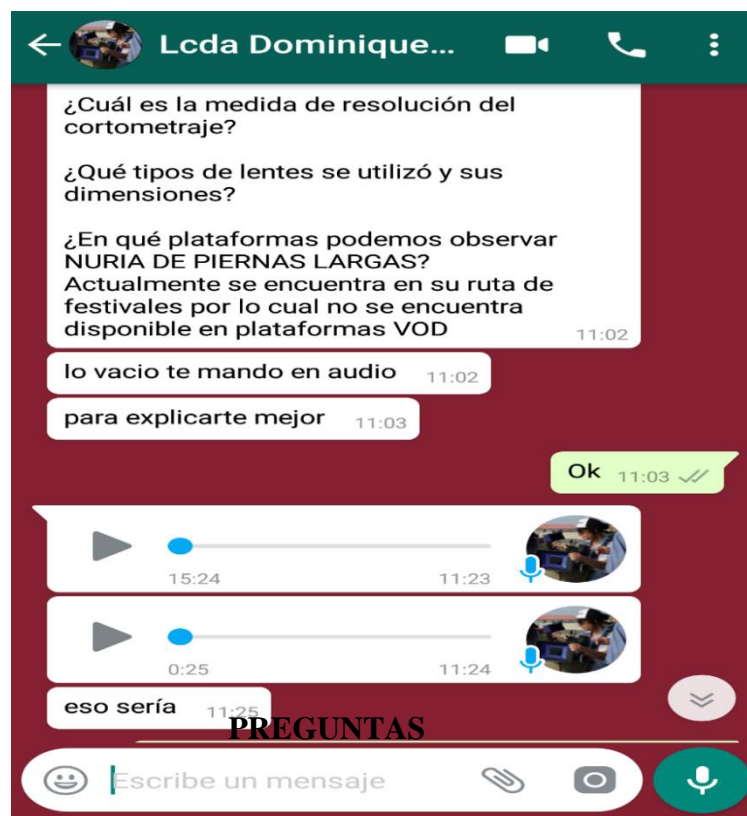 Lcda Dominique...
¿Cuál es la medida de resolución del
cortometraje?
¿Qué tipos de lentes se utilizó y sus
dimensiones?
¿En qué plataformas podemos observar
NURIA DE PIERNAS LARGAS?
Actualmente se encuentra en su ruta de
festivales por lo cual no se encuentra
disponible en plataformas VOD 11:02
lo vacio te mando en audio 11:02
para explicarte mejor 11:03
Ok 11:03
15:24 11:23
0:25 11:24
eso sería 11:25
PREGUNTAS
Escribe un mensaje